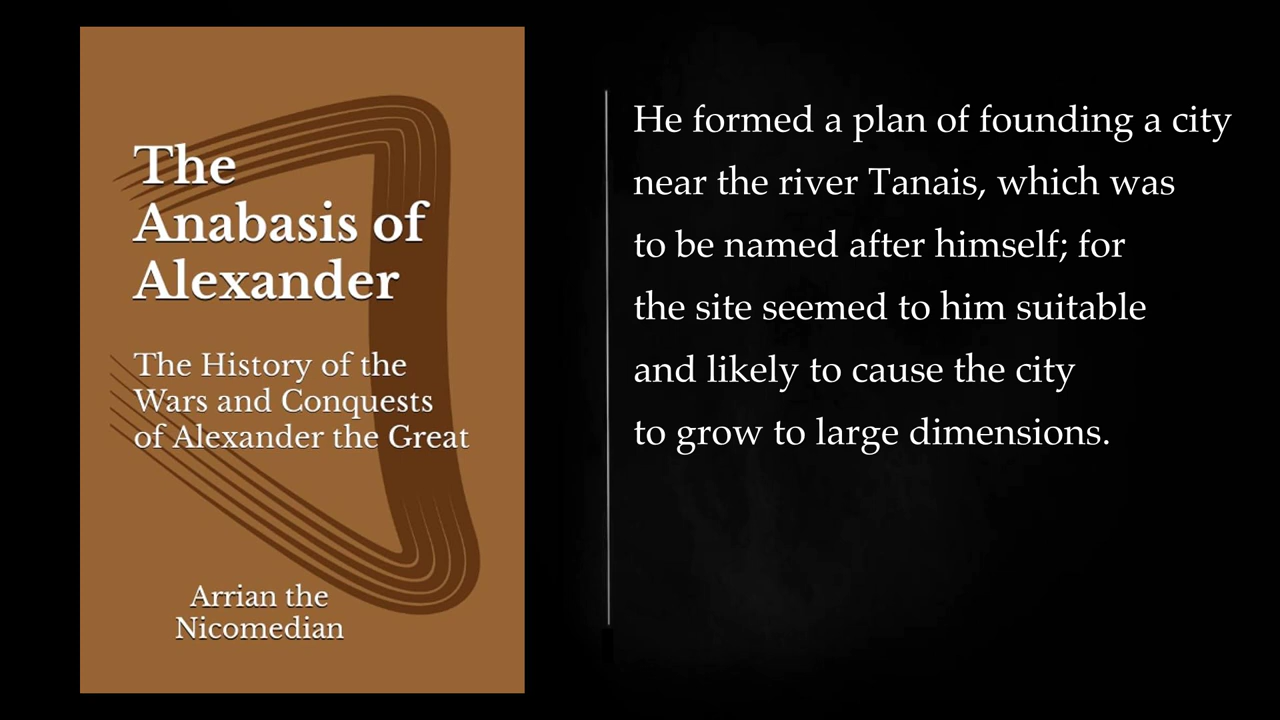 The
Anabasis of
Alexander
The History of the
Wars and Conquests
of Alexander the Great
Arrian the
Nicomedian
He formed a plan of founding a city
near the river Tanais, which was
to be named after himself; for
the site seemed to him suitable
and likely to cause the city
to grow to large dimensions.